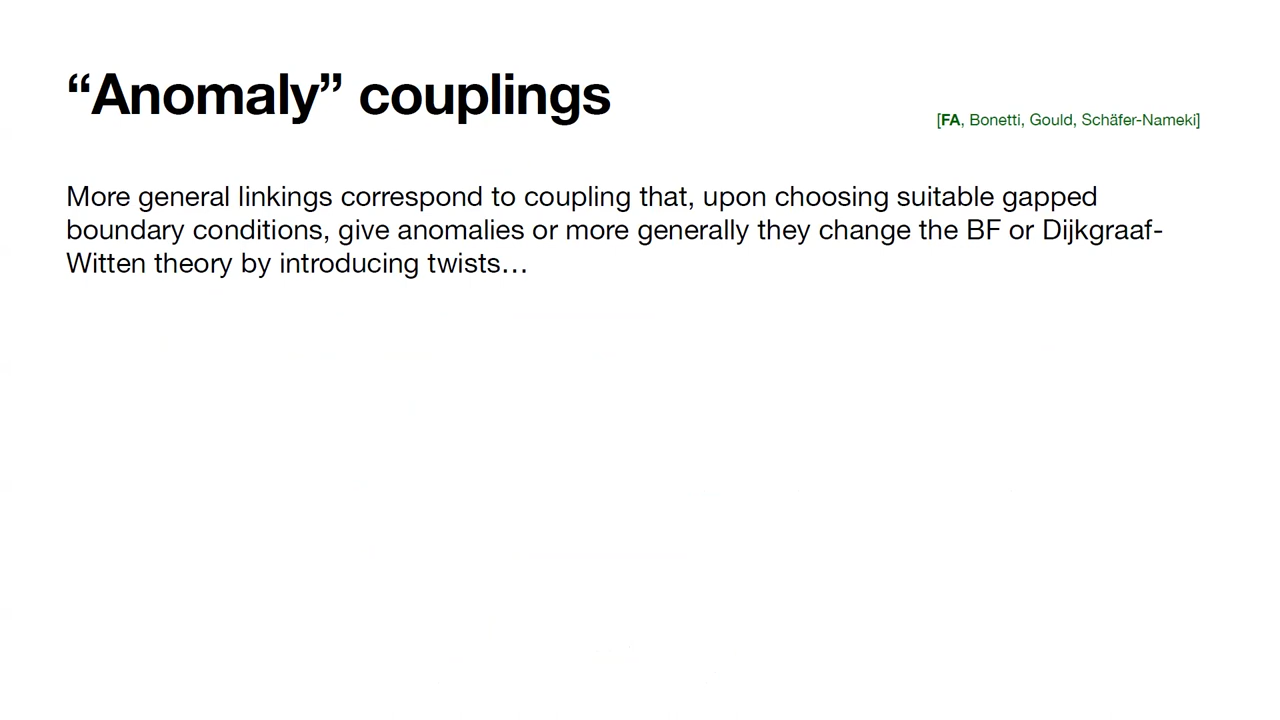 “Anomaly” couplings
[FA, Bonetti, Gould, Schäfer-Nameki]
More general linkings correspond to coupling that, upon choosing suitable gapped
boundary conditions, give anomalies or more generally they change the BF or Dijkgraaf-
Witten theory by introducing twists…